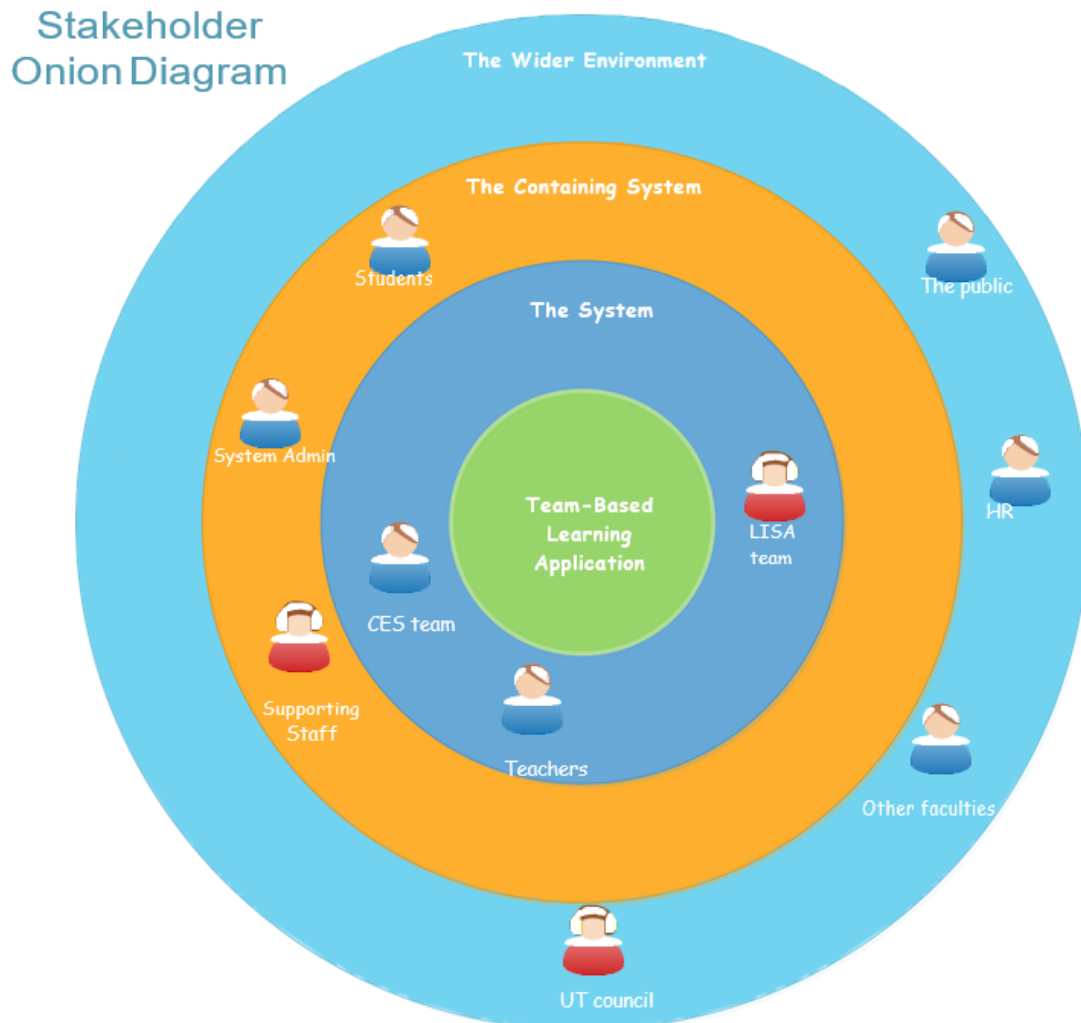 Stakeholder
Onion Diagram
The Wider Environment
The Containing System
Students
The public
The System
System Admin
Team-Based
Learning
Application
LISA
team
HR
CES team
Supporting
Staff
Teachers
Other faculties
UT council